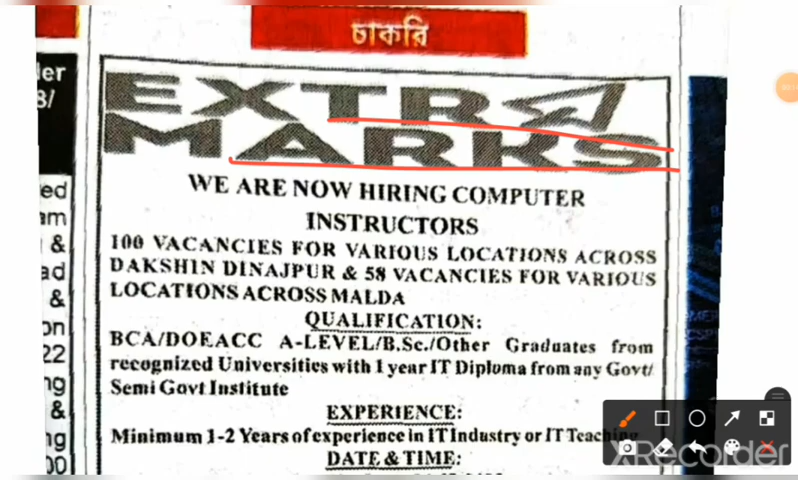 চাকরি
EXTRA
MARKS
WE ARE NOW HIRING COMPUTER
INSTRUCTORS
100 VACANCIES FOR VARIOUS LOCATIONS ACROSS
DAKSHIN DINAJPUR & 58 VACANCIES FOR VARIOUS
LOCATIONS ACROSS MALDA
QUALIFICATION:
BCA/DOEACC A-LEVEL/B.Sc./Other Graduates from
recognized Universities with 1 year IT Diploma from any Govt/
Semi Govt Institute
EXPERIENCE:
Minimum 1-2 Years of experience in IT Industry or IT Teaching
DATE & TIME:
XRecorder